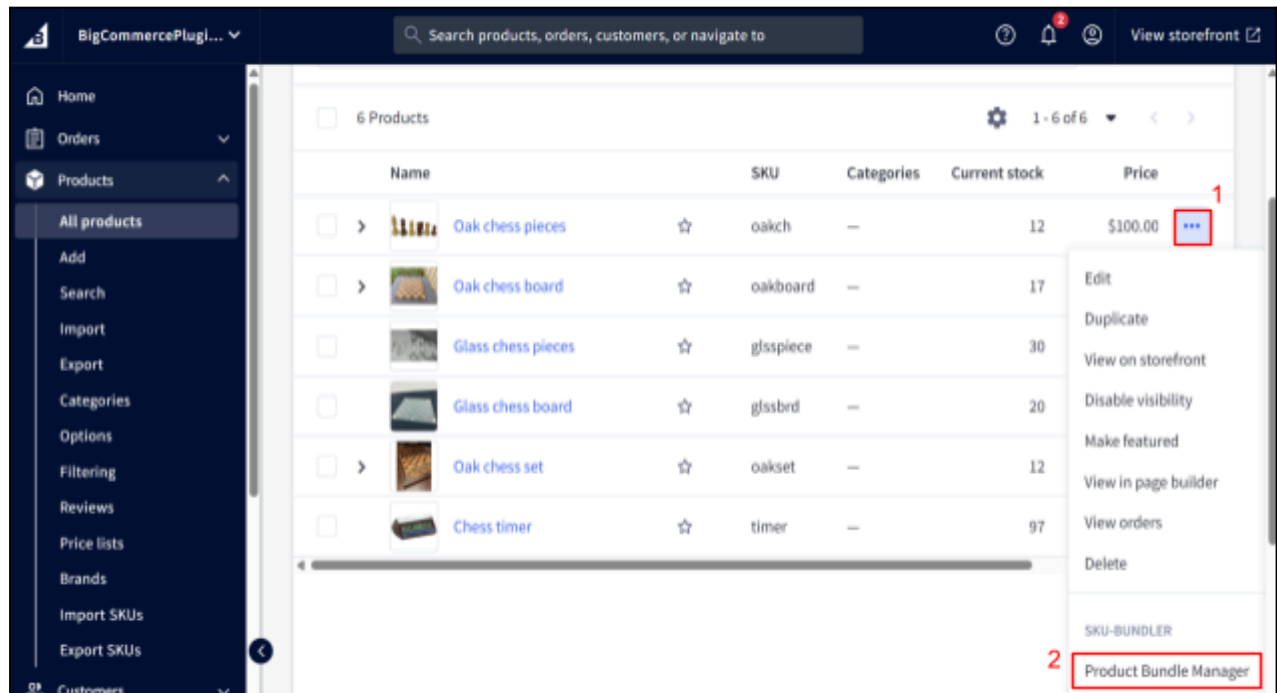 BigCommercePlugi...
Search products, orders, customers, or navigate to
2
View storefront
Home
Orders
Products
All products
Add
Search
Import
Export
Categories
Options
Filtering
Reviews
Price lists
Brands
Import SKUs
Export SKUs
Customers
6 Products
1 - 6 of 6
Name SKU Categories Current stock Price
1
Oak chess pieces oakch — 12 $100.00 •••
Oak chess board oakboard — 17
Glass chess pieces glsspiece — 30
Glass chess board glssbrd — 20
Oak chess set oakset — 12
Chess timer timer — 97
Edit
Duplicate
View on storefront
Disable visibility
Make featured
View in page builder
View orders
Delete
SKU-BUNDLER
2
Product Bundle Manager